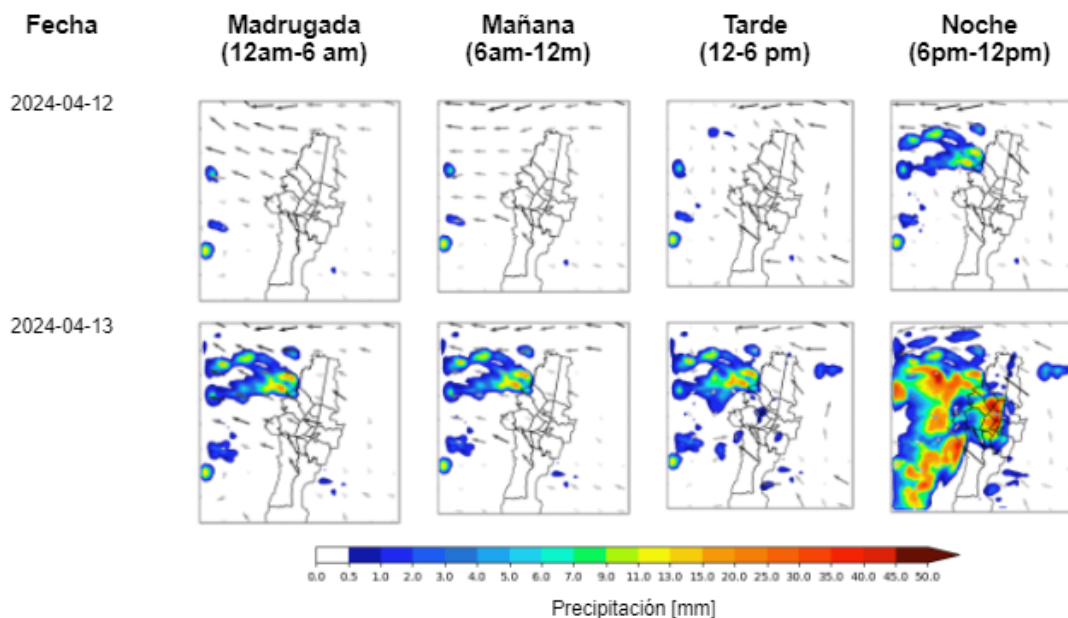 Fecha Madrugada Mañana Tarde Noche
(12am-6 am) (6am-12m) (12-6 pm) (6pm-12pm)
2024-04-12
2024-04-13
0.0 0.5 1.0 2.0 3.0 4.0 5.0 6.0 7.0 9.0 11.0 13.0 15.0 20.0 25.0 30.0 35.0 40.0 45.0 50.0
Precipitación [mm]